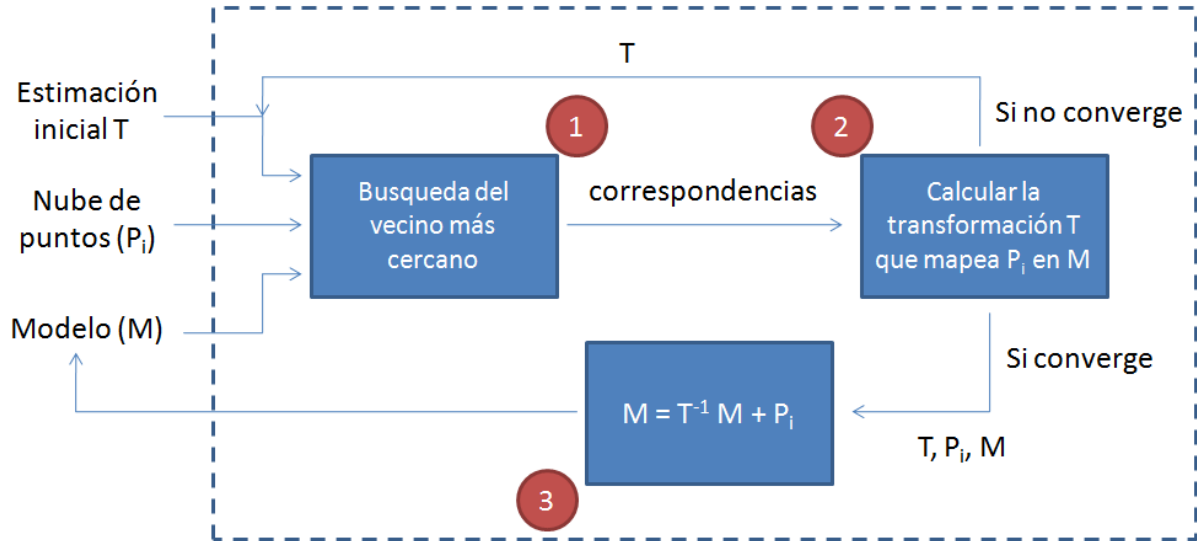 T
Estimación
inicial T
Si no converge
1
2
Nube de
puntos (Pi)
Busqueda del
vecino más
cercano
correspondencias
Calcular la
transformación T
que mapea Pi en M
Modelo (M)
Si converge
M = T-1 M + Pi
T, Pi, M
3